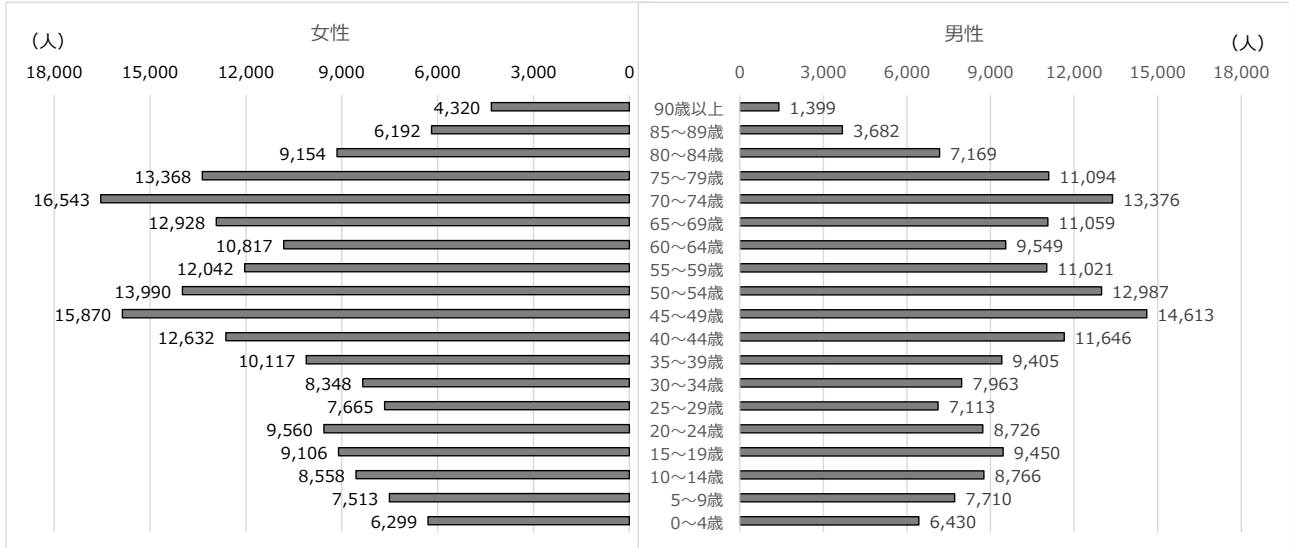 女性 男性
（人） （人）
18,000 15,000 12,000 9,000 6,000 3,000 0 0 3,000 6,000 9,000 12,000 15,000 18,000
4,320 90歳以上 1,399
6,192 85～89歳 3,682
9,154 80～84歳 7,169
13,368 75～79歳 11,094
16,543 70～74歳 13,376
12,928 65～69歳 11,059
10,817 60～64歳 9,549
12,042 55～59歳 11,021
13,990 50～54歳 12,987
15,870 45～49歳 14,613
12,632 40～44歳 11,646
10,117 35～39歳 9,405
8,348 30～34歳 7,963
7,665 25～29歳 7,113
9,560 20～24歳 8,726
9,106 15～19歳 9,450
8,558 10～14歳 8,766
7,513 5～9歳 7,710
6,299 0～4歳 6,430